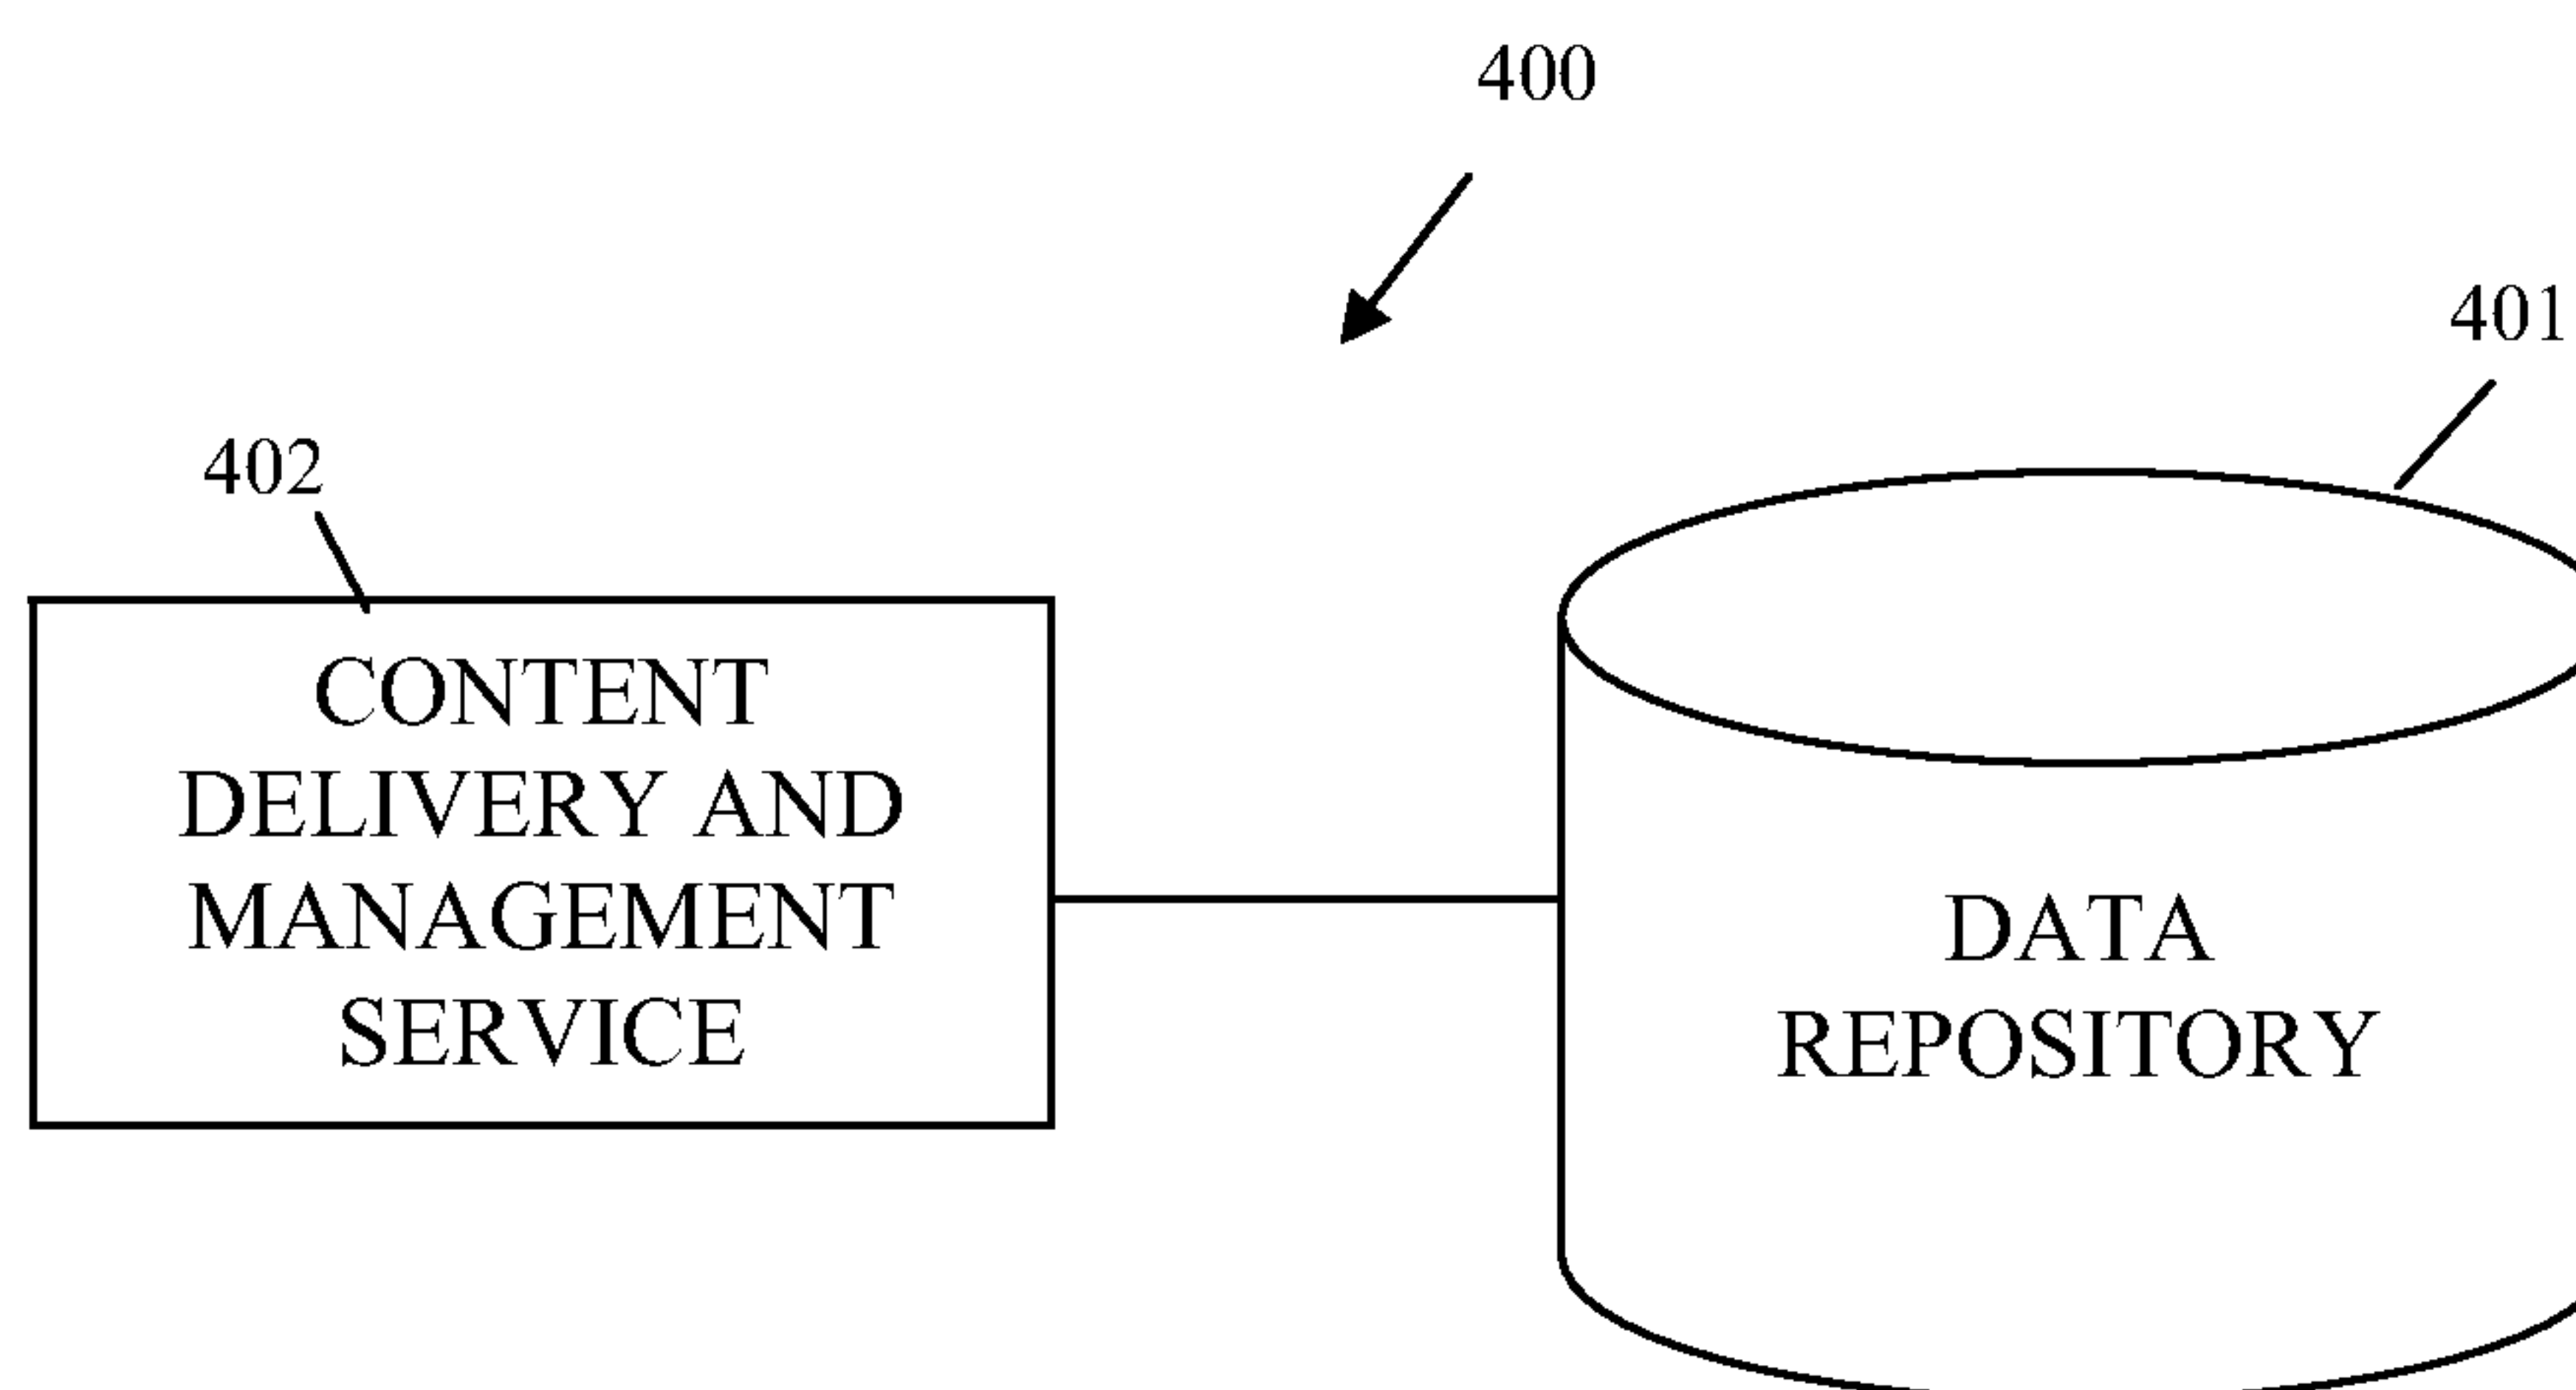 400
401
402
CONTENT
DELIVERY AND
MANAGEMENT
SERVICE
DATA
REPOSITORY